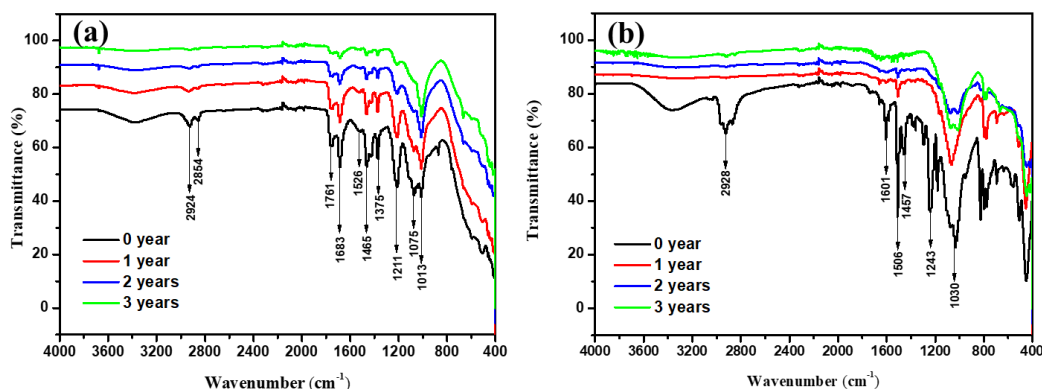 (a)
Transmittance (%)
100
80
60
40
20
0
2924
2854
1761
1683
1526
1465
1375
1211
1075
1013
0 year
1 year
2 years
3 years
4000 3600 3200 2800 2400 2000 1600 1200 800 400
Wavenumber (cm-1)
(b)
Transmittance (%)
100
80
60
40
20
0
2928
1601
1506
1457
1243
1030
0 year
1 year
2 years
3 years
4000 3600 3200 2800 2400 2000 1600 1200 800 400
Wavenumber (cm-1)